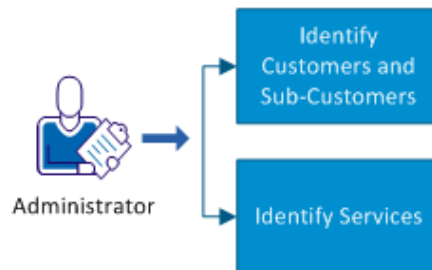 Identify
Customers and
Sub-Customers
Administrator
Identify Services